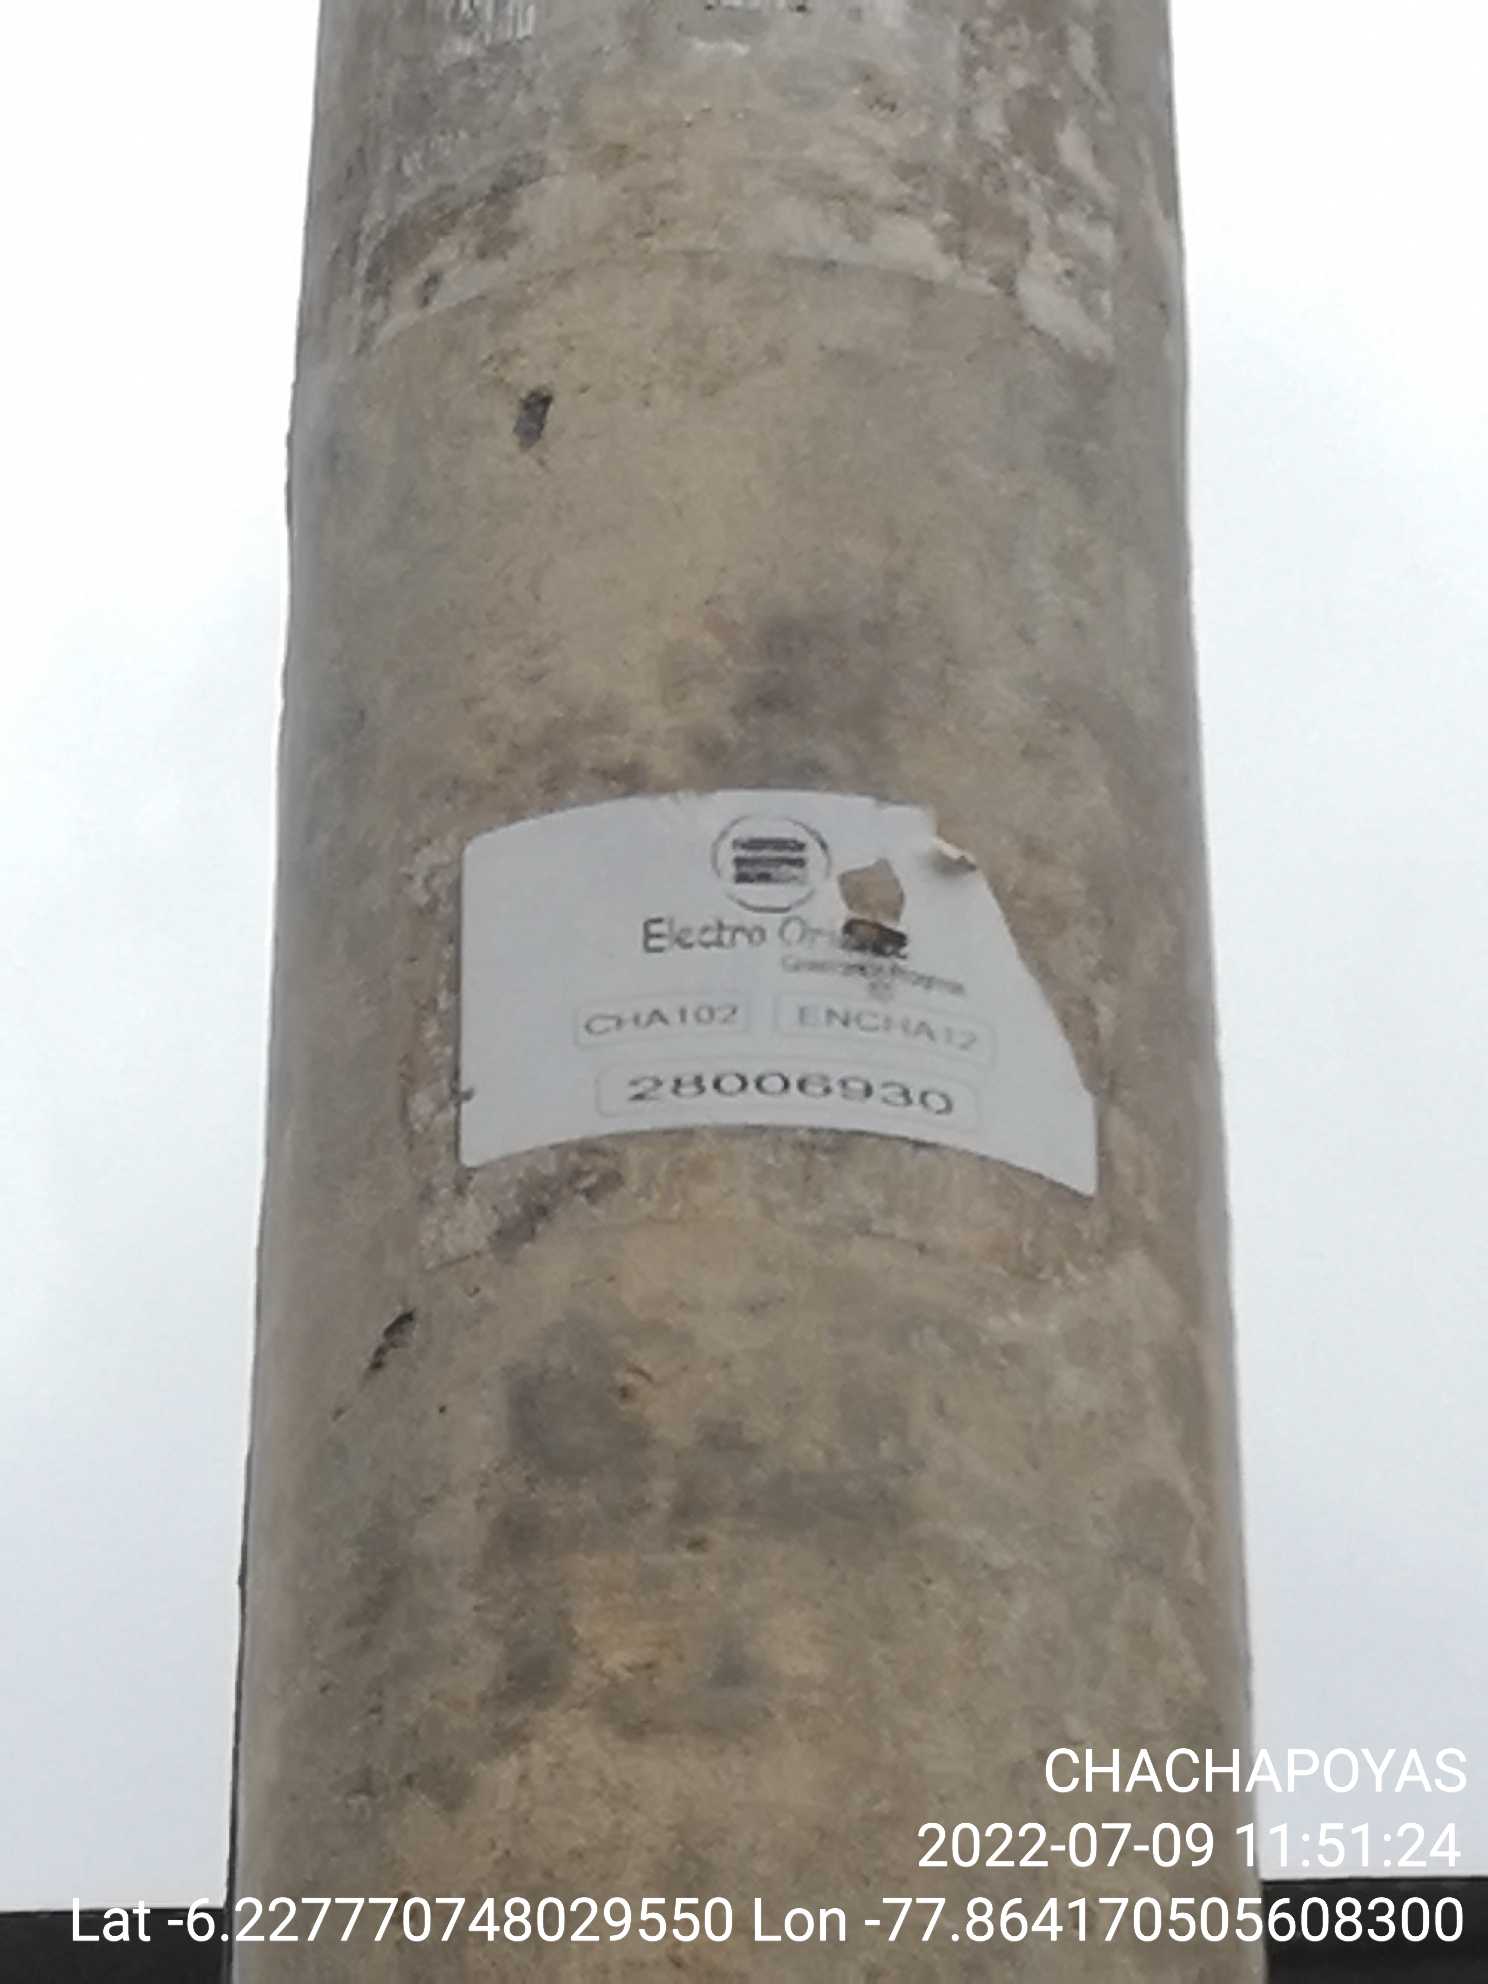 Electro
CHA102 ENCHA12
28006930
CHACHAPOYAS
2022-07-09 11:51:24
Lat -6.227770748029550 Lon -77.864170505608300